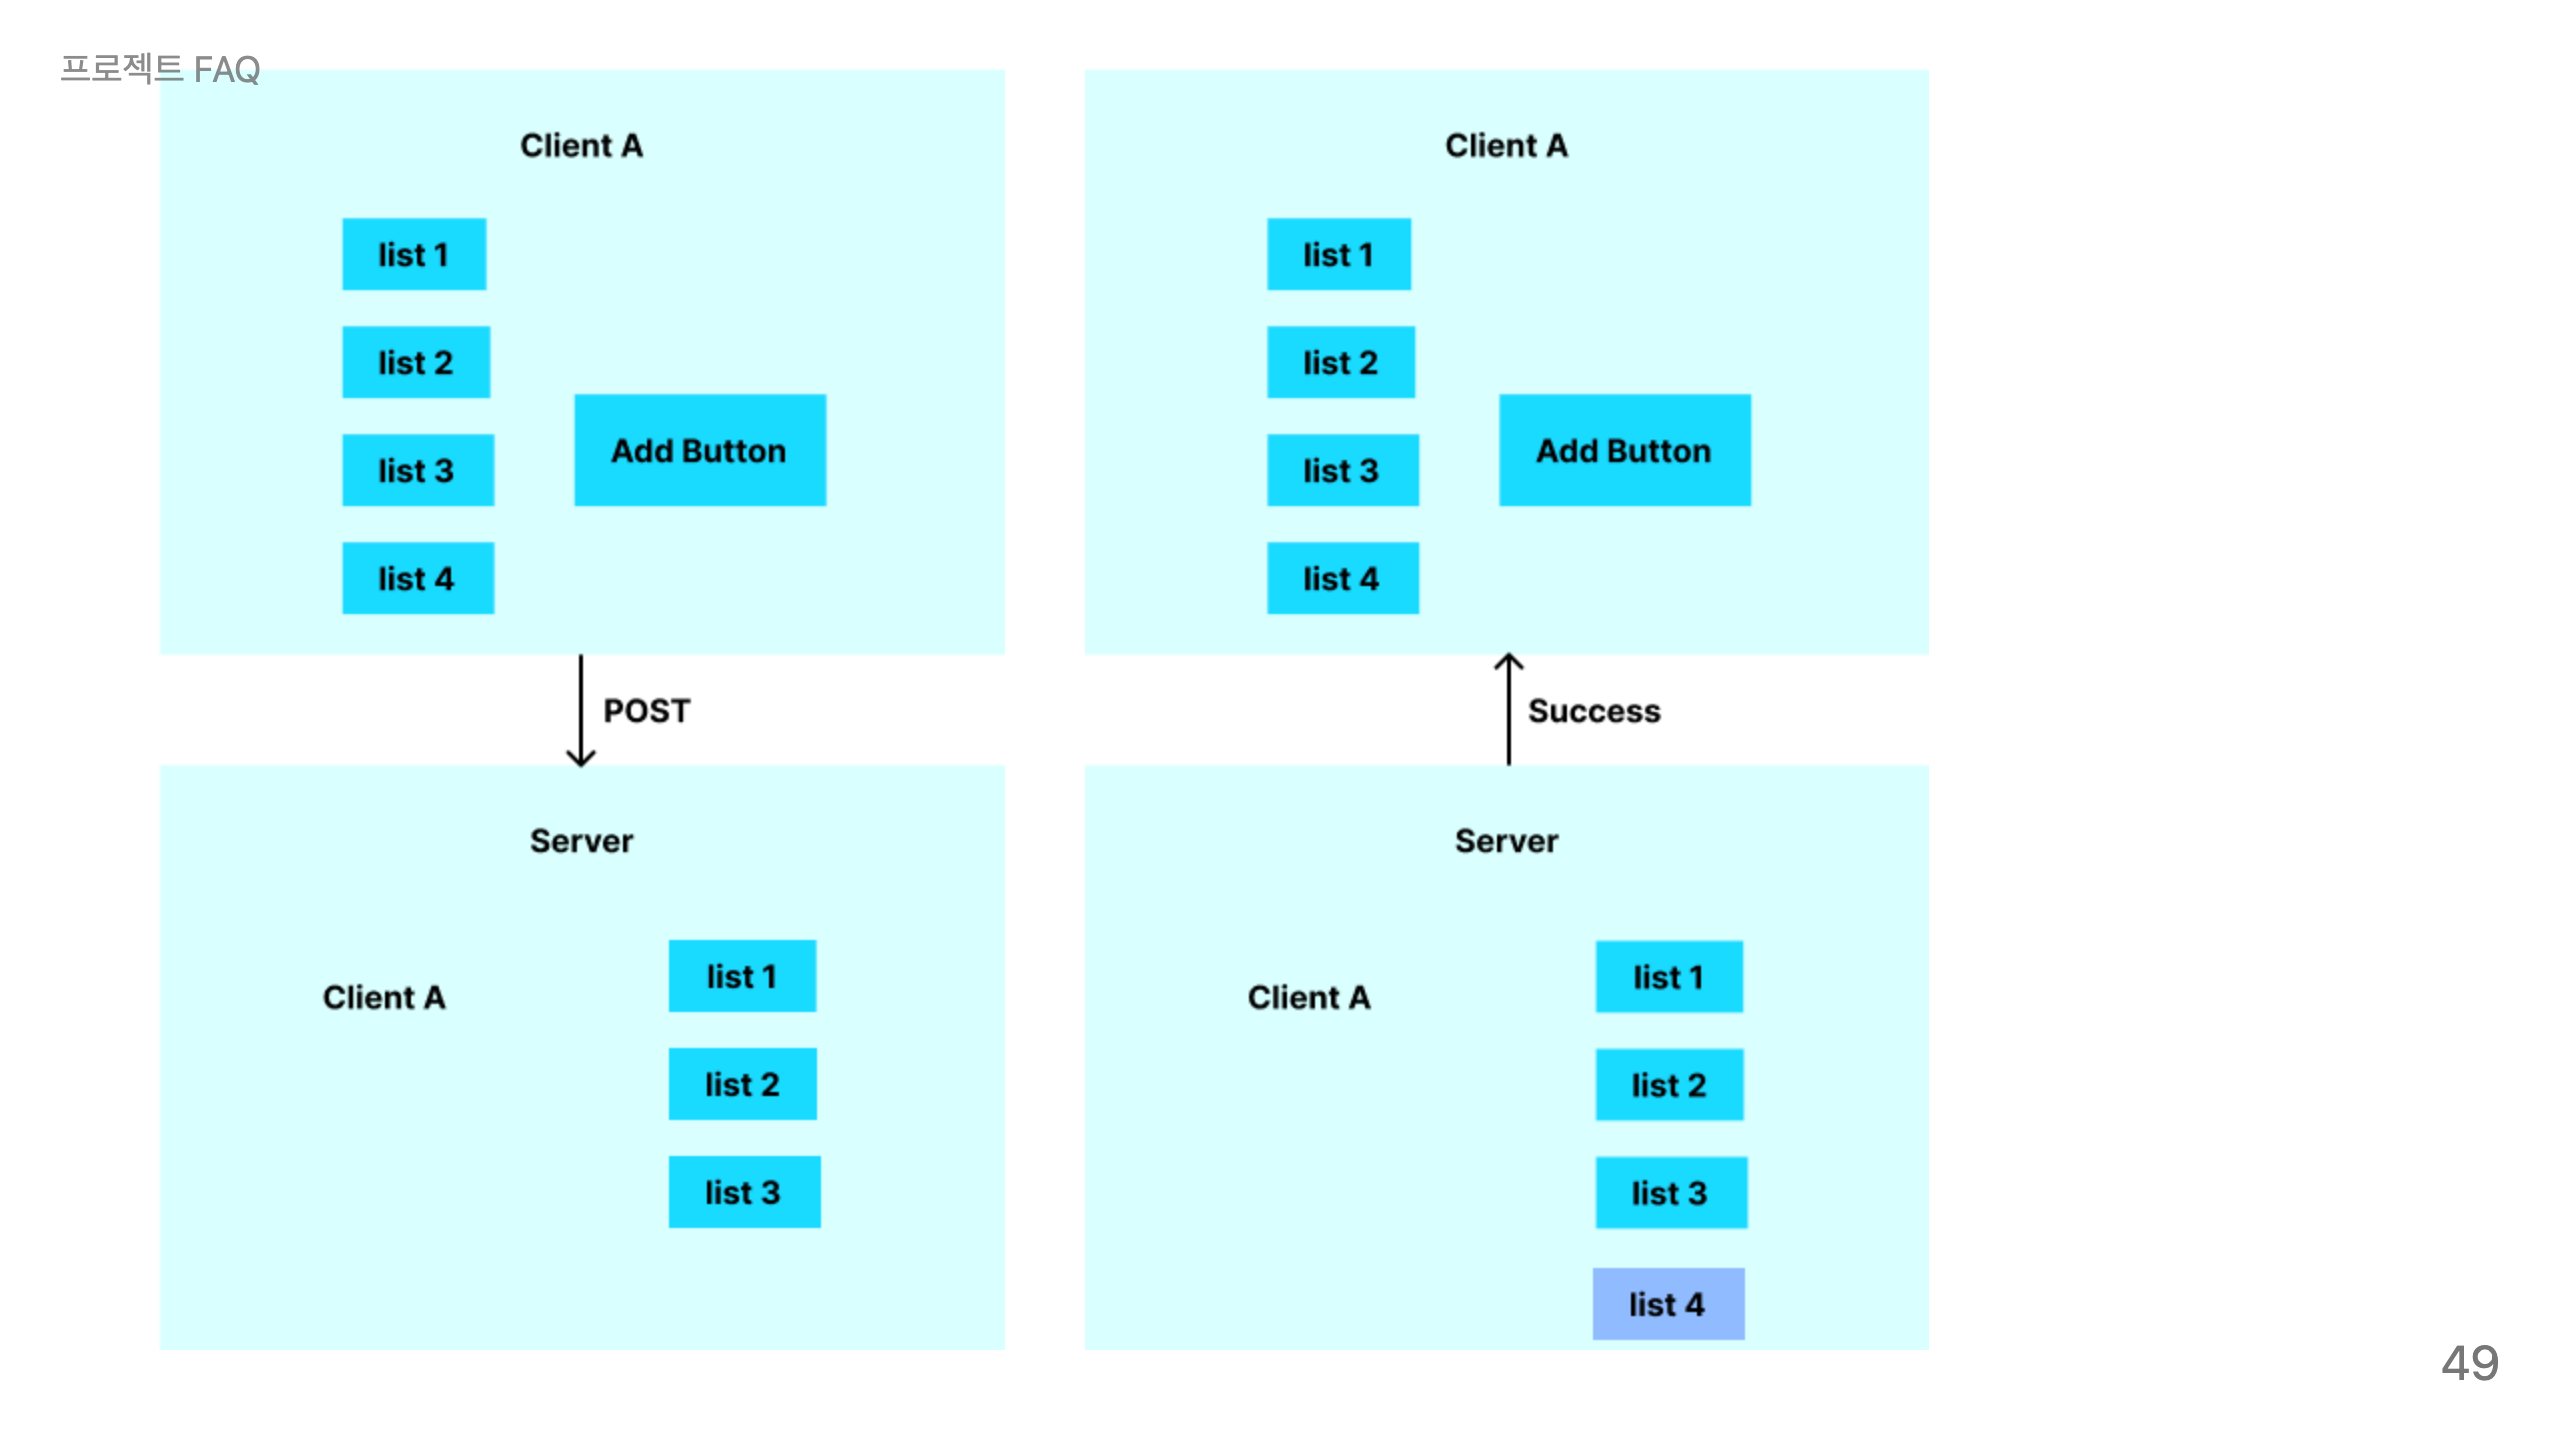 프로젝트 FAQ
Client A
list 1
list 2
list 3
list 4
Add Button
POST
Server
Client A
list 1
list 2
list 3
Client A
list 1
list 2
list 3
list 4
Add Button
Success
Server
Client A
list 1
list 2
list 3
list 4
49